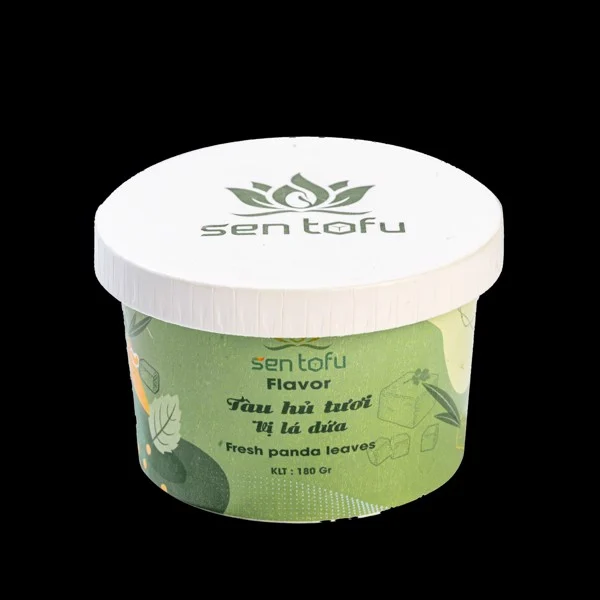 sen tofu
sen tofu
Flavor
Tàu hủ tươi
Vị lá dứa
Fresh panda leaves
KLT : 180 Gr